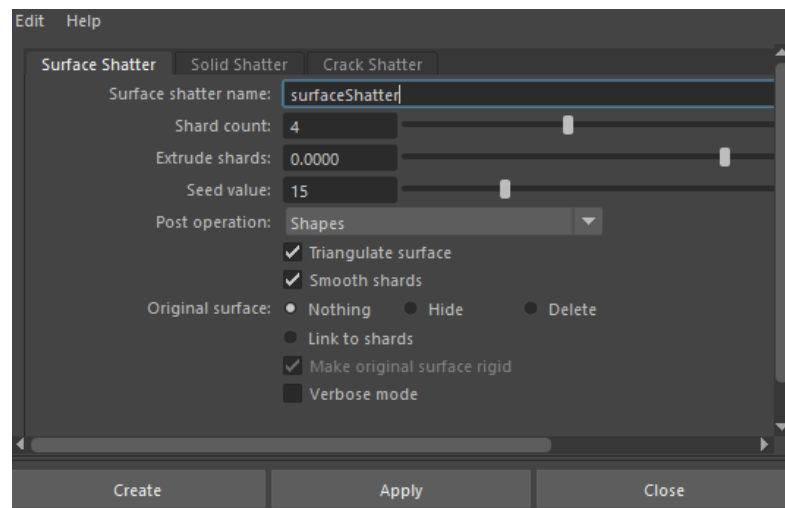 Edit Help
Surface Shatter Solid Shatter Crack Shatter
Surface shatter name: surfaceShatter
Shard count: 4
Extrude shards: 0.0000
Seed value: 15
Post operation: Shapes
Triangulate surface
Smooth shards
Original surface: Nothing Hide Delete
Link to shards
Make original surface rigid
Verbose mode
Create Apply Close